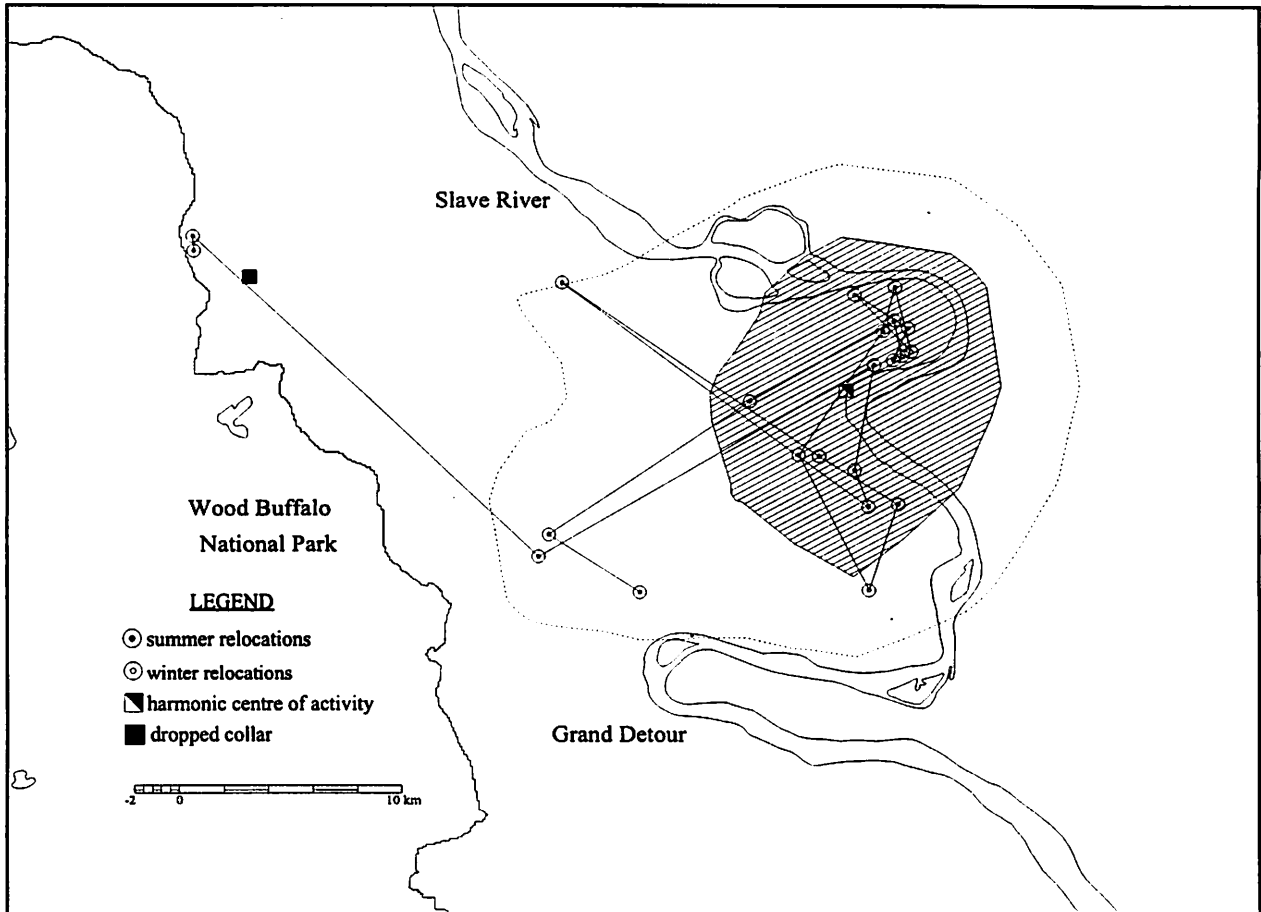 Slave River
Wood Buffalo
National Park
LEGEND
summer relocations
winter relocations
harmonic centre of activity
dropped collar
-2 0 10 km
Grand Detour